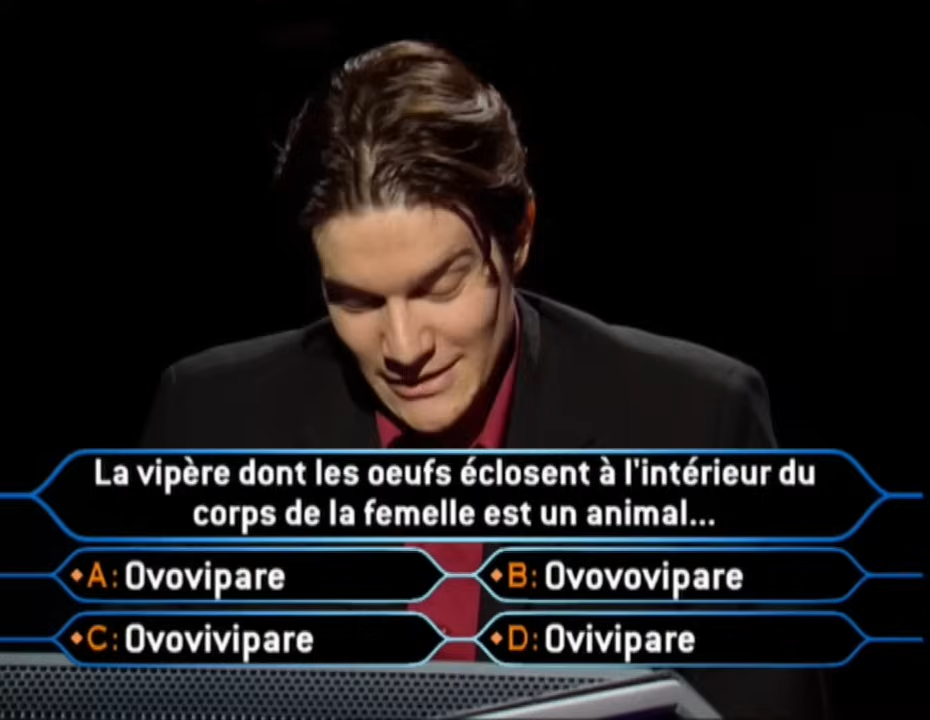 La vipère dont les oeufs éclosent à l'intérieur du
corps de la femelle est un animal...
A: Ovovipare
B: Ovovovipare
C: Ovovivipare
D: Ovivipare